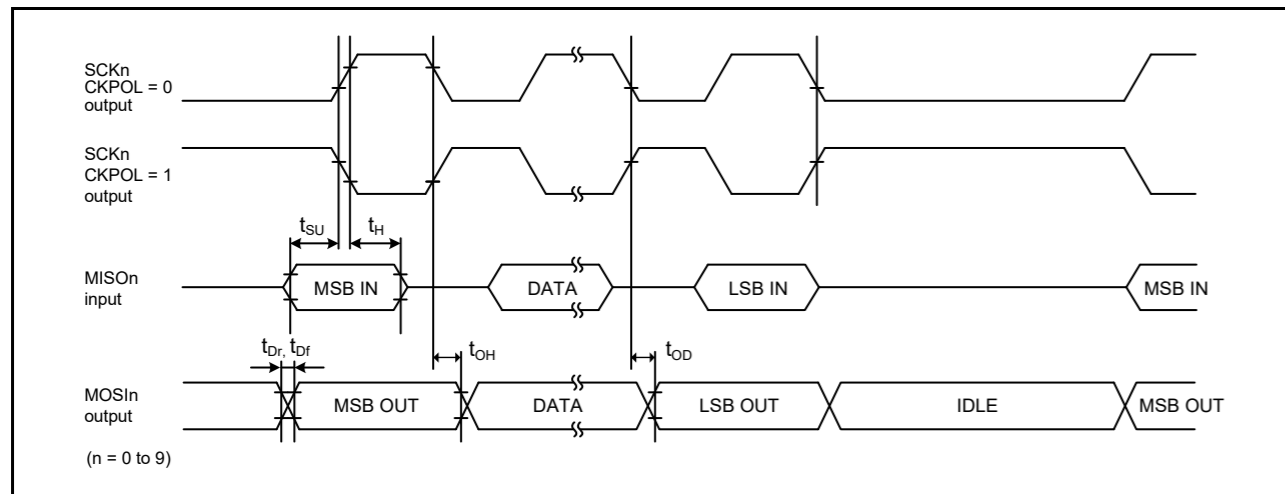 SCKn
CKPOL = 0
output
SCKn
CKPOL = 1
output
tSU
tH
MISOn
input
MSB IN
DATA
LSB IN
MSB IN
tDr, tDf
tOH
tOD
MOSIn
output
MSB OUT
DATA
LSB OUT
IDLE
MSB OUT
(n = 0 to 9)